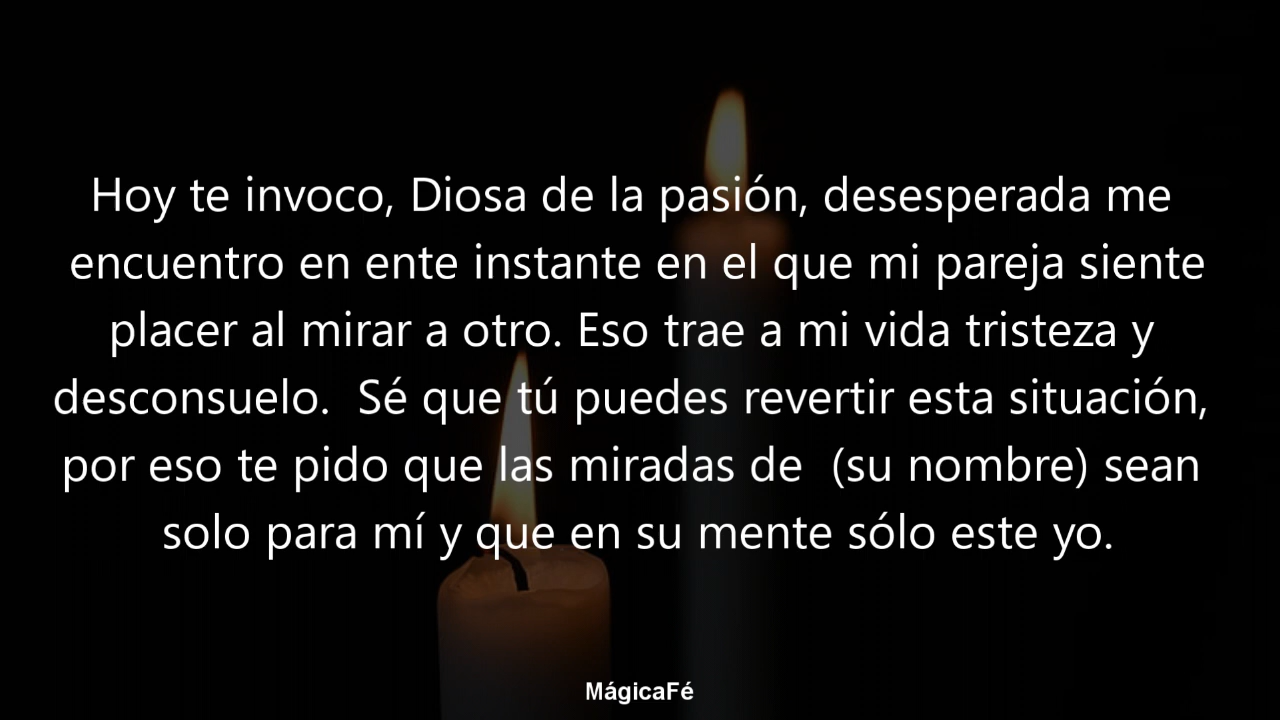 Hoy te invoco, Diosa de la pasión, desesperada me
encuentro en ente instante en el que mi pareja siente
placer al mirar a otro. Eso trae a mi vida tristeza y
desconsuelo.  Sé que tú puedes revertir esta situación,
por eso te pido que las miradas de  (su nombre) sean
solo para mí y que en su mente sólo este yo.
MágicaFé